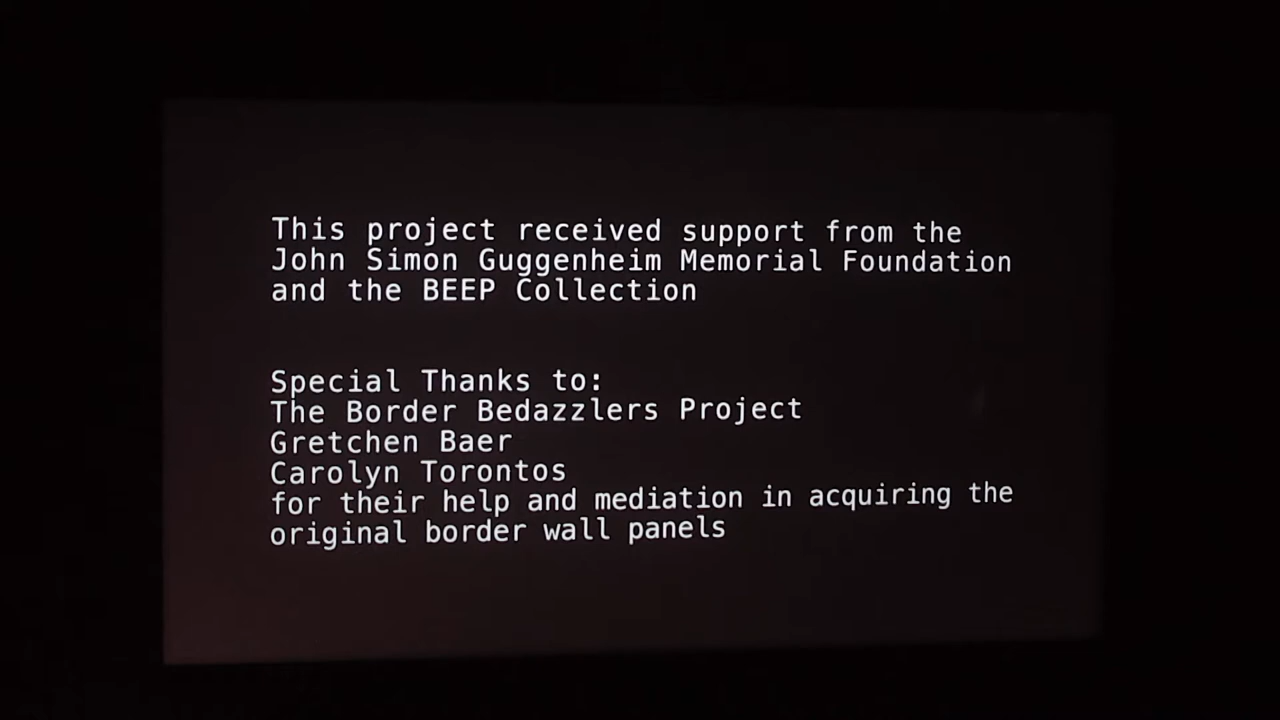 This project received support from the
John Simon Guggenheim Memorial Foundation
and the BEEP Collection
Special Thanks to:
The Border Bedazzlers Project
Gretchen Baer
Carolyn Torontos
for their help and mediation in acquiring the
original border wall panels